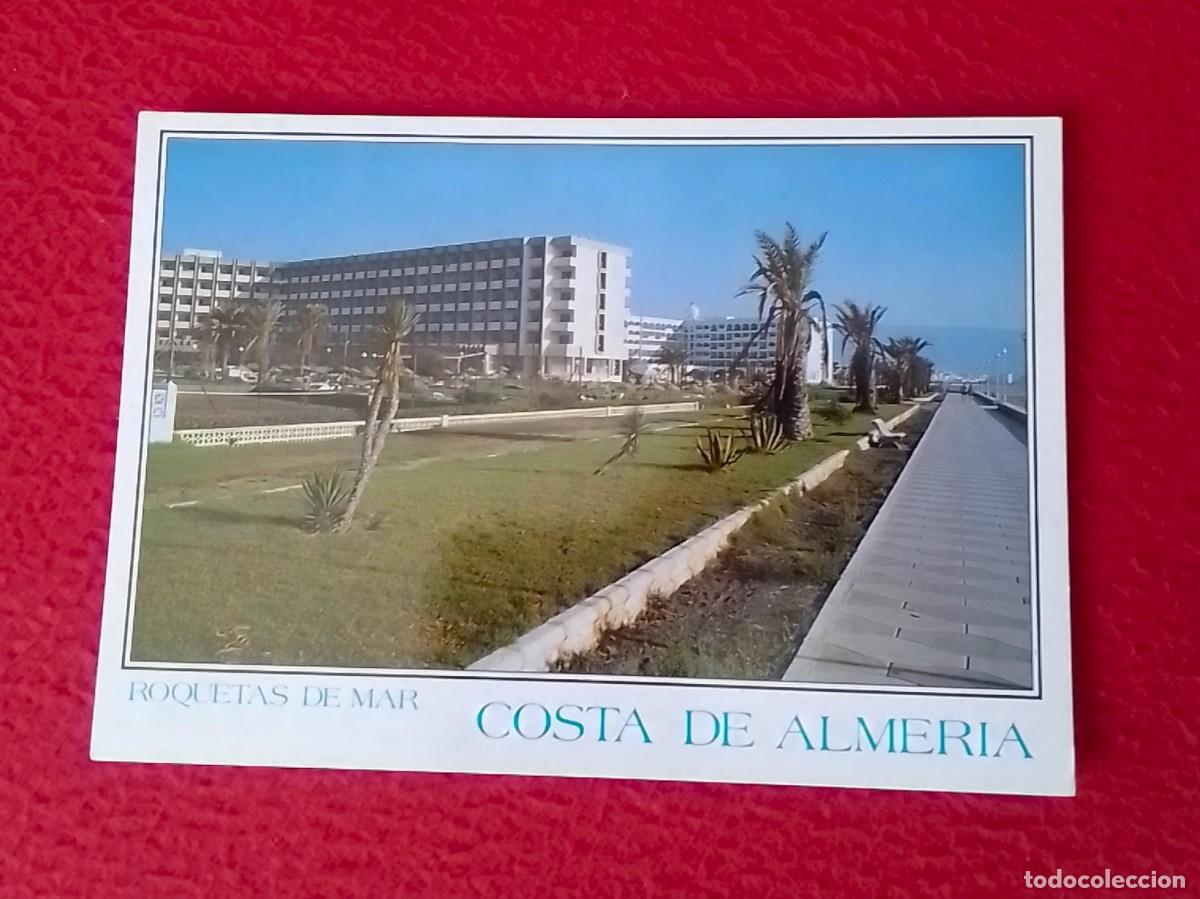 ROQUETAS DE MAR
COSTA DE ALMERIA
todocoleccion